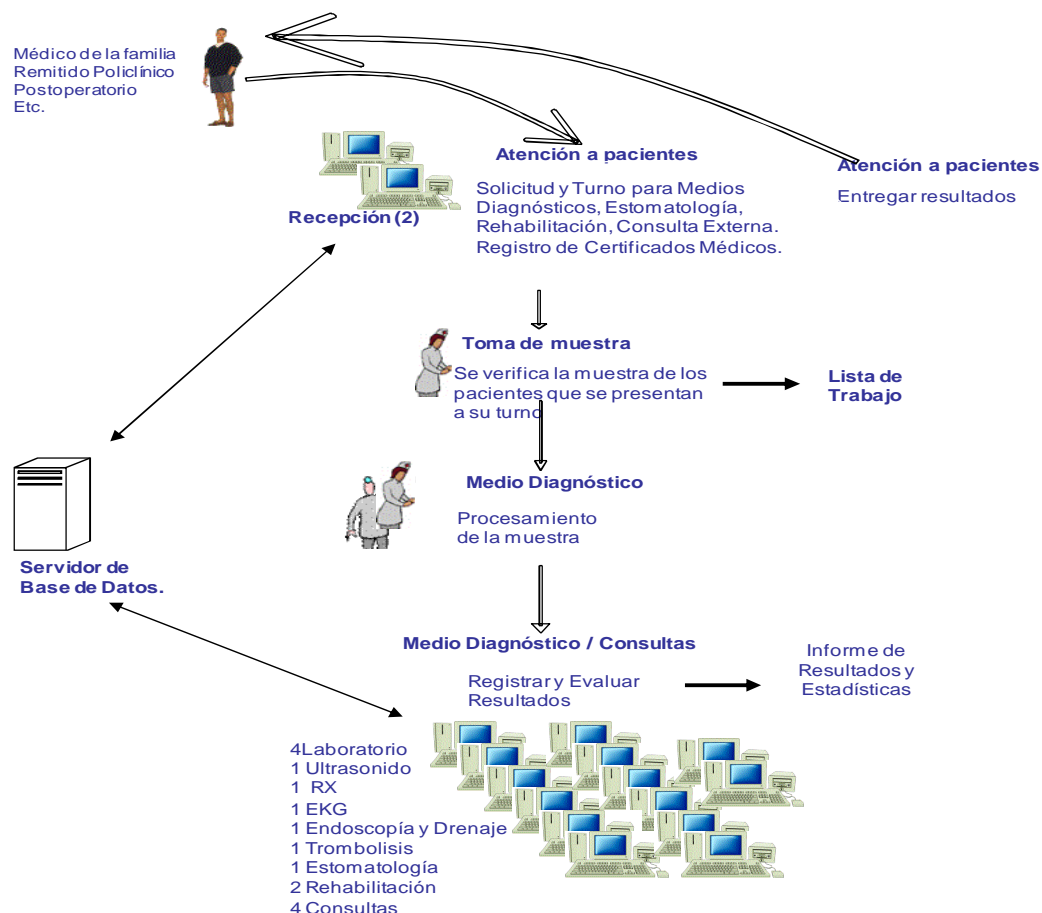 Médico de la familia
Remitido Policlínico
Postoperatorio
Etc.
Recepción (2)
Atención a pacientes
Solicitud y Turno para Medios
Diagnósticos, Estomatología,
Rehabilitación, Consulta Externa.
Registro de Certificados Médicos.
Atención a pacientes
Entregar resultados
Toma de muestra
Se verifica la muestra de los
pacientes que se presentan
a su turno
Lista de
Trabajo
Medio Diagnóstico
Procesamiento
de la muestra
Servidor de
Base de Datos.
Medio Diagnóstico / Consultas
Registrar y Evaluar
Resultados
Informe de
Resultados y
Estadísticas
4Laboratorio
1 Ultrasonido
1 RX
1 EKG
1 Endoscopía y Drenaje
1 Trombolisis
1 Estomatología
2 Rehabilitación
4 Consultas